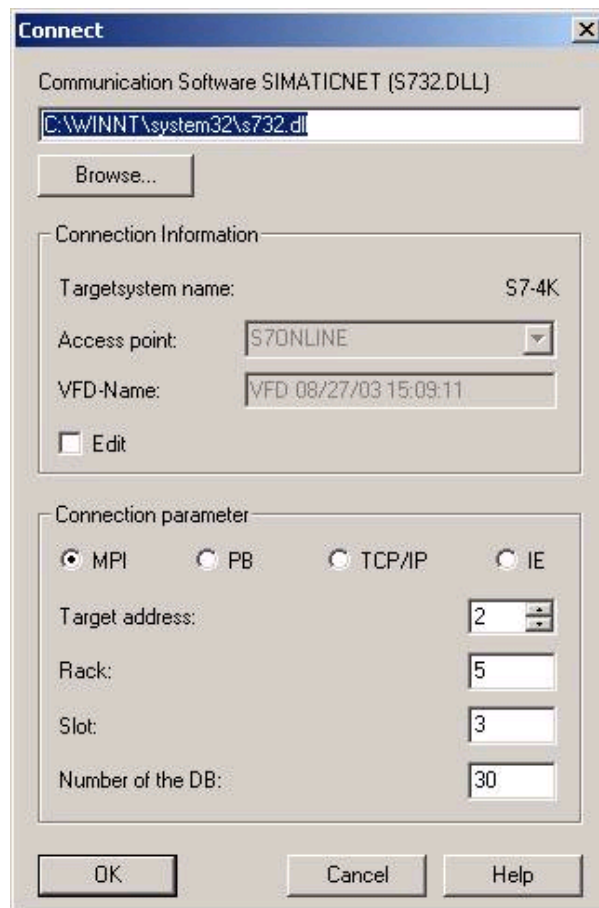 Connect
Communication Software SIMATICNET (S732.DLL)
C:\WINNT\system32\s732.dll
Browse...
Connection Information
Targetsystem name: S7-4K
Access point: S7ONLINE
VFD-Name: VFD 08/27/03 15:09:11
Edit
Connection parameter
MPI PB TCP/IP IE
Target address: 2
Rack: 5
Slot: 3
Number of the DB: 30
OK Cancel Help